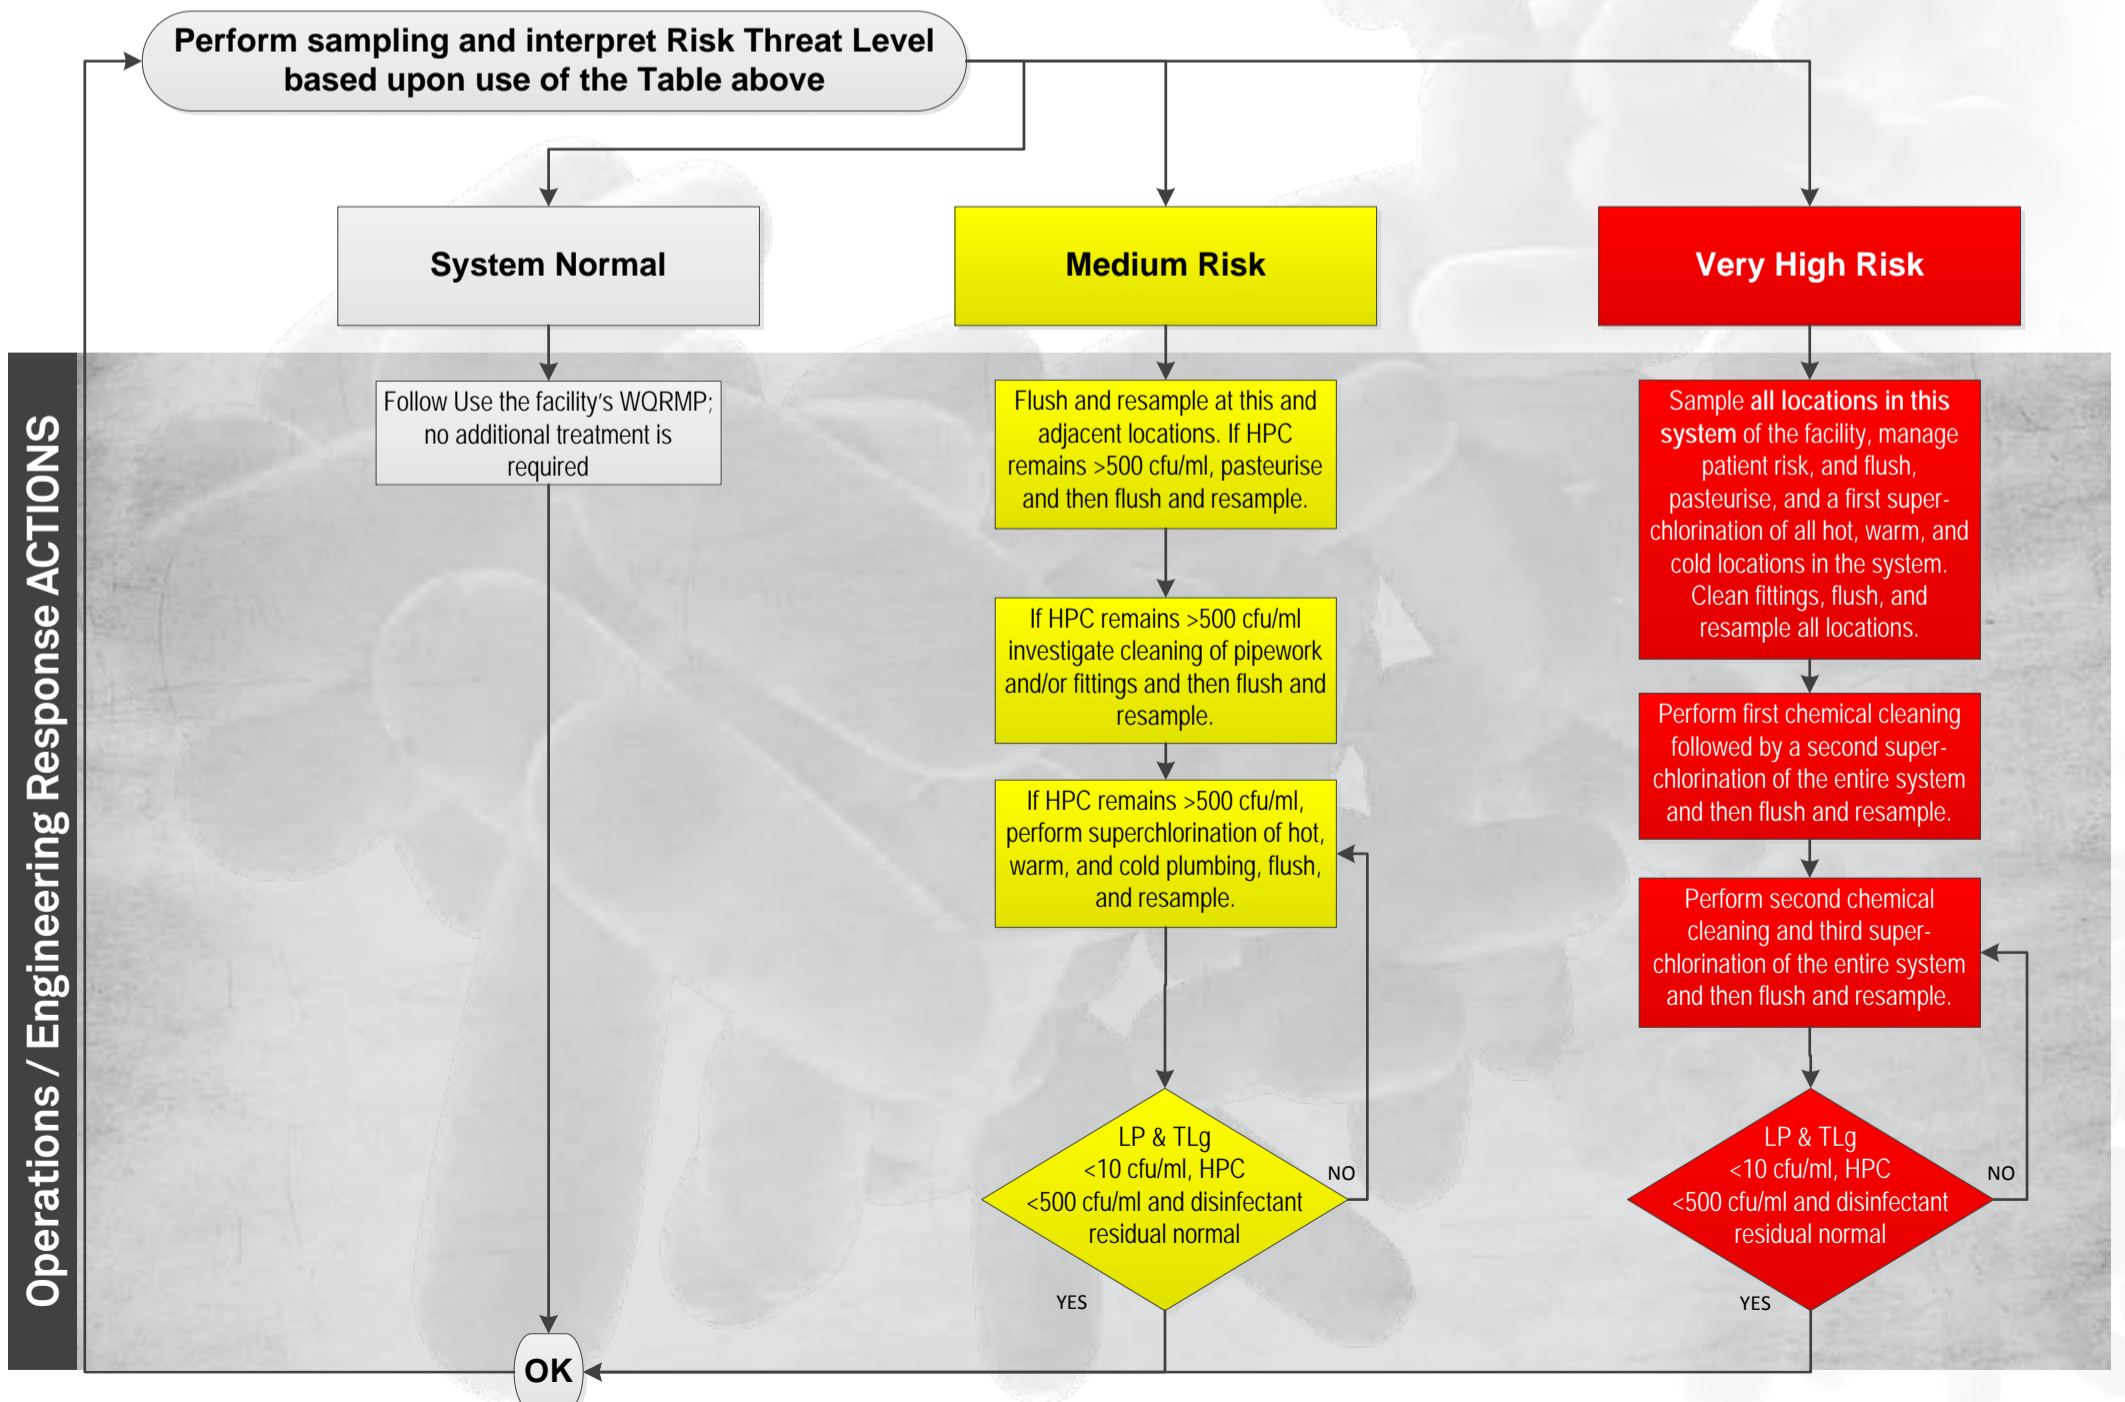 Perform sampling and interpret Risk Threat Level
based upon use of the Table above
System Normal
Medium Risk
Very High Risk
Operations / Engineering Response ACTIONS
Follow Use the facility's WQRMP;
no additional treatment is
required
Flush and resample at this and
adjacent locations. If HPC
remains >500 cfu/ml, pasteurise
and then flush and resample.
If HPC remains >500 cfu/ml
investigate cleaning of pipework
and/or fittings and then flush and
resample.
If HPC remains >500 cfu/ml,
perform superchlorination of hot,
warm, and cold plumbing, flush,
and resample.
LP & TLg
<10 cfu/ml, HPC
<500 cfu/ml and disinfectant
residual normal
NO
YES
Sample all locations in this
system of the facility, manage
patient risk, and flush,
pasteurise, and a first super-
chlorination of all hot, warm, and
cold locations in the system.
Clean fittings, flush, and
resample all locations.
Perform first chemical cleaning
followed by a second super-
chlorination of the entire system
and then flush and resample.
Perform second chemical
cleaning and third super-
chlorination of the entire system
and then flush and resample.
LP & TLg
<10 cfu/ml, HPC
<500 cfu/ml and disinfectant
residual normal
NO
YES
OK